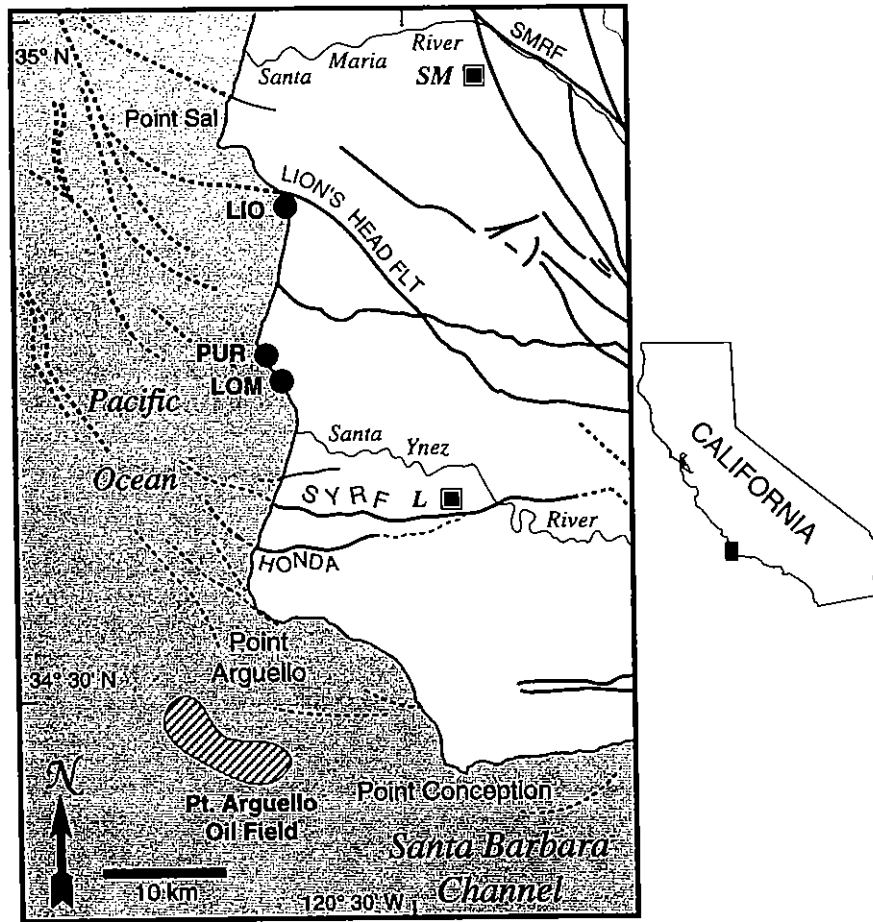 35° N
Santa Maria River
SMRF
SM
Point Sal
LION'S HEAD FLT
LIO
PUR
LOM
Pacific
Ocean
Santa Ynez
River
SYRF
L
HONDA
Point
Arguello
34° 30' N
Pt. Arguello
Oil Field
Point Conception
Santa Barbara
Channel
N
10 km
120° 30' W
CALIFORNIA